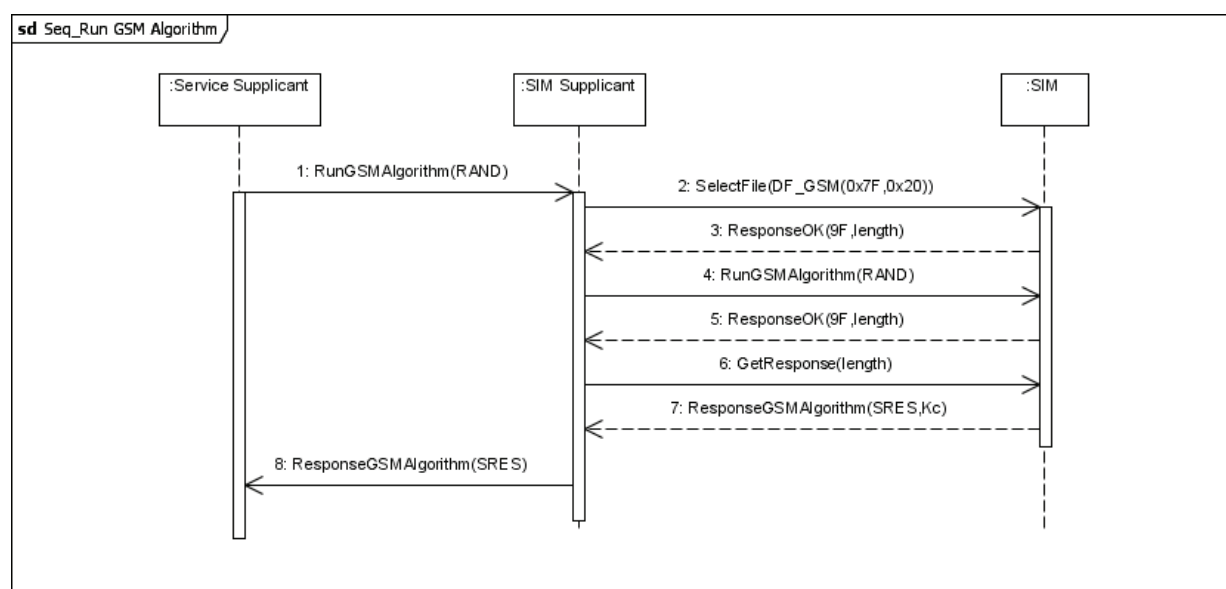 sd Seq_Run GSM Algorithm
:Service Supplicant
:SIM Supplicant
:SIM
1: RunGSMAlgorithm(RAND)
2: SelectFile(DF_GSM(0x7F,0x20))
3: ResponseOK(9F,length)
4: RunGSMAlgorithm(RAND)
5: ResponseOK(9F,length)
6: GetResponse(length)
7: ResponseGSMAlgorithm(SRES,Kc)
8: ResponseGSMAlgorithm(SRES)